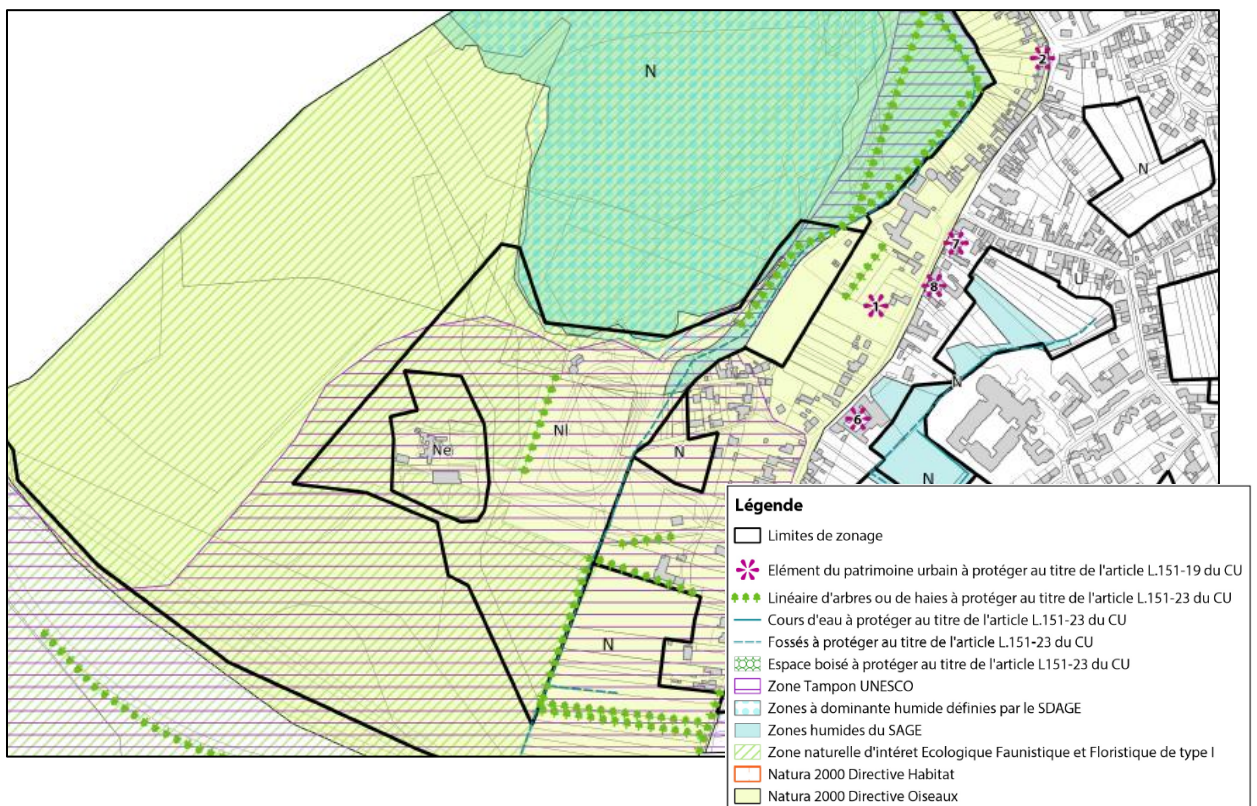 N
2
N
7
8
U
1
N
6
Ne
Nl
N
N
N
Légende
Limites de zonage
Elément du patrimoine urbain à protéger au titre de l'article L.151-19 du CU
Linéaire d'arbres ou de haies à protéger au titre de l'article L.151-23 du CU
Cours d'eau à protéger au titre de l'article L.151-23 du CU
Fossés à protéger au titre de l'article L.151-23 du CU
Espace boisé à protéger au titre de l'article L151-23 du CU
Zone Tampon UNESCO
Zones à dominante humide définies par le SDAGE
Zones humides du SAGE
Zone naturelle d'intéret Ecologique Faunistique et Floristique de type I
Natura 2000 Directive Habitat
Natura 2000 Directive Oiseaux